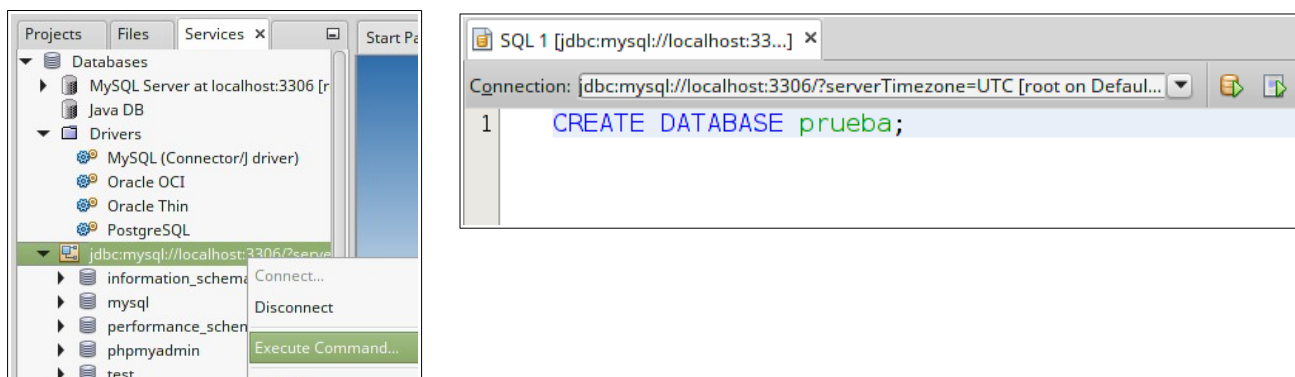 Projects Files Services
Start Pa
Databases
MySQL Server at localhost:3306 [r
Java DB
Drivers
MySQL (Connector/J driver)
Oracle OCI
Oracle Thin
PostgreSQL
jdbc:mysql://localhost:3306/?serve
information_schema
mysql
performance_schen
phpmyadmin
test
Connect...
Disconnect
Execute Command...
SQL 1 [jdbc:mysql://localhost:33...]
Connection: jdbc:mysql://localhost:3306/?serverTimezone=UTC [root on Defaul...
1 CREATE DATABASE prueba;